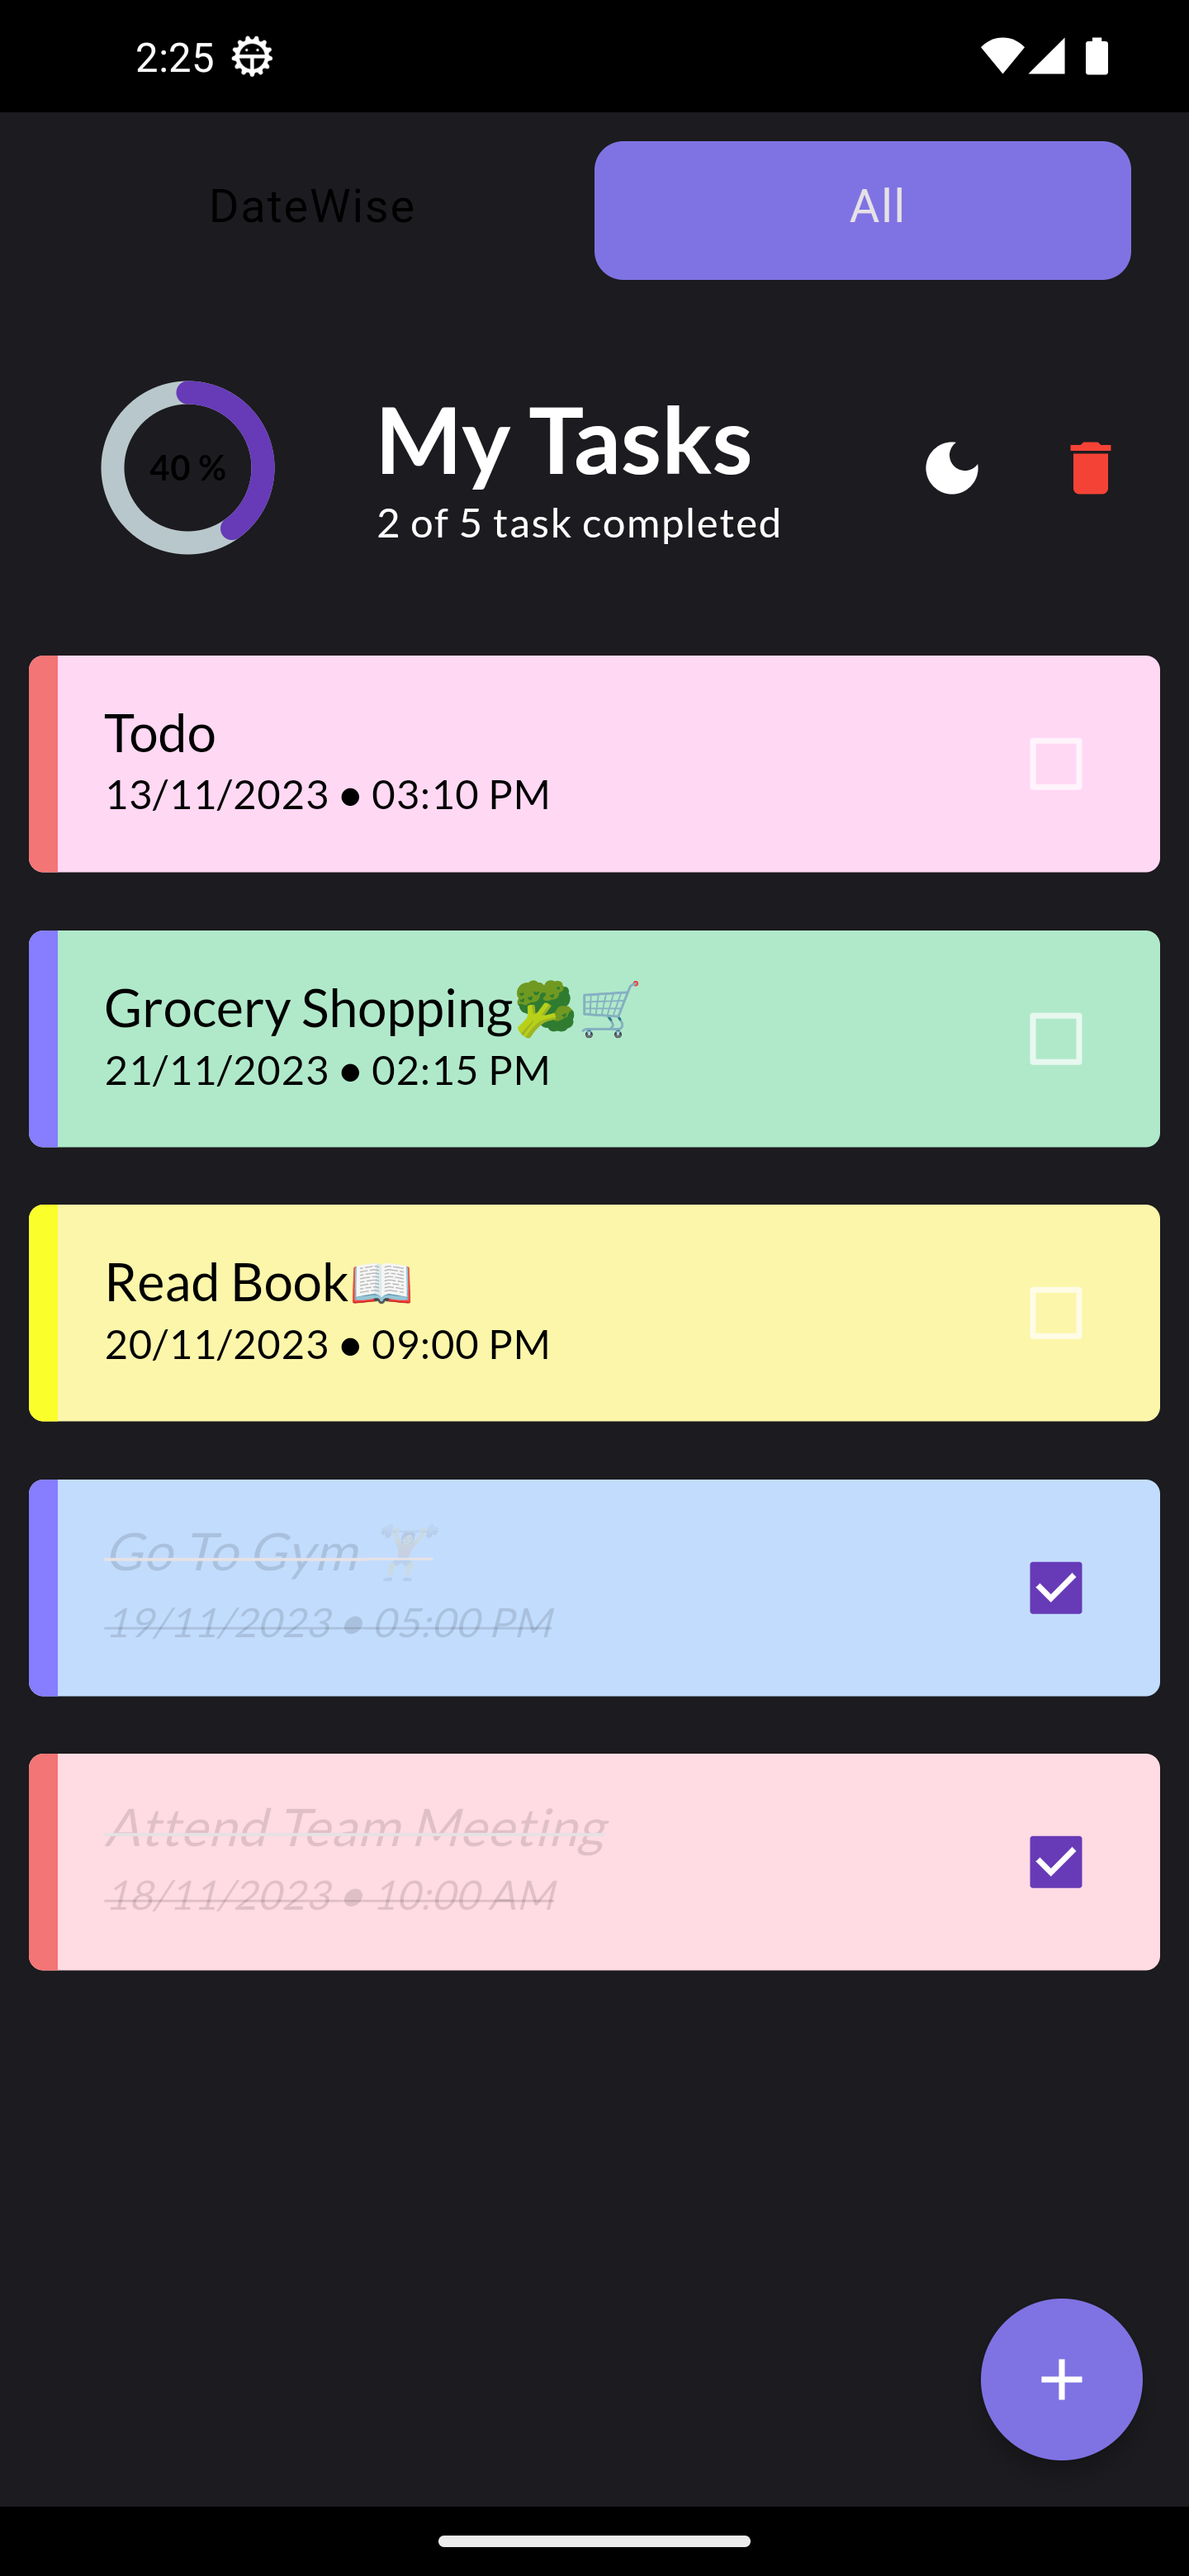 2:25
DateWise
All
40 %
My Tasks
2 of 5 task completed
Todo
13/11/2023 ● 03:10 PM
Grocery Shopping🥦🛒
21/11/2023 ● 02:15 PM
Read Book📖
20/11/2023 ● 09:00 PM
Go To Gym 🏋
19/11/2023 ● 05:00 PM
Attend Team Meeting
18/11/2023 ● 10:00 AM